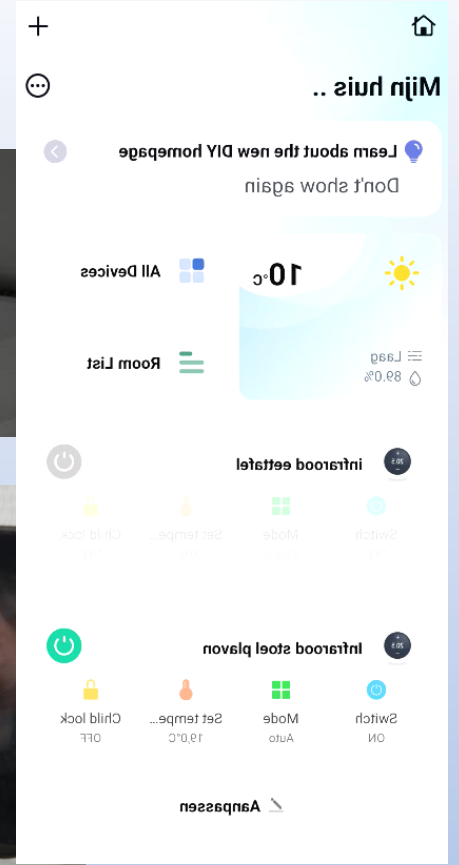 Mijn huis ..
Learn about the new DIY homepage
Don't show again
10°C
Laag
89.0%
All Devices
Room List
infrarood eettafel
Switch
Mode
Set tempe...
Child lock
Infrarood stoel plavon
Switch
ON
Mode
Auto
Set tempe...
19,0°C
Child lock
OFF
Aanpassen